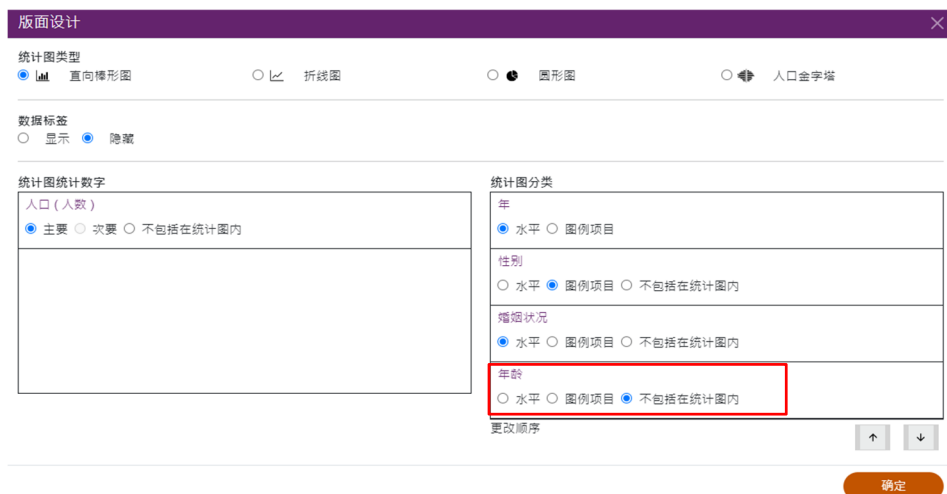 版面设计
统计图类型
直向棒形图 折线图 圆形图 人口金字塔
数据标签
显示 隐藏
统计图统计数字
人口（人数）
主要 次要 不包括在统计图内
统计图分类
年
水平 图例项目
性别
水平 图例项目 不包括在统计图内
婚姻状况
水平 图例项目 不包括在统计图内
年龄
水平 图例项目 不包括在统计图内
更改顺序
确定